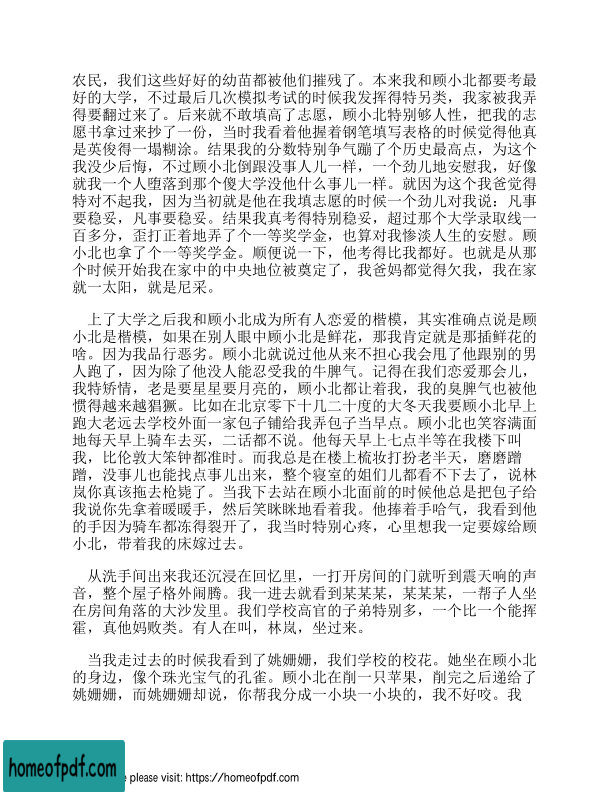 农民，我们这些好好的幼苗都被他们摧残了。本来我和顾小北都要考最
好的大学，不过最后几次模拟考试的时候我发挥得特另类，我家被我弄
得要翻过来了。后来就不敢填高了志愿，顾小北特别够人性，把我的志
愿书拿过来抄了一份，当时我看着他握着钢笔填写表格的时候觉得他真
是英俊得一塌糊涂。结果我的分数特别争气蹦了个历史最高点，为这个
我没少后悔，不过顾小北倒跟没事人儿一样，一个劲儿地安慰我，好像
就我一个人堕落到那个傻大学没他什么事儿一样。就因为这个我爸觉得
特对不起我，因为当初就是他在我填志愿的时候一个劲儿对我说：凡事
要稳妥，凡事要稳妥。结果我真考得特别稳妥，超过那个大学录取线一
百多分，歪打正着地弄了个一等奖学金，也算对我惨淡人生的安慰。顾
小北也拿了个一等奖学金。顺便说一下，他考得比我都好。也就是从那
个时候开始我在家中的中央地位被奠定了，我爸妈都觉得欠我，我在家
就一太阳，就是尼采。
上了大学之后我和顾小北成为所有人恋爱的楷模，其实准确点说是顾
小北是楷模，如果在别人眼中顾小北是鲜花，那我肯定就是那插鲜花的
啥。因为我品行恶劣。顾小北就说过他从来不担心我会甩了他跟别的男
人跑了，因为除了他没人能忍受我的牛脾气。记得在我们恋爱那会儿，
我特矫情，老是要星星要月亮的，顾小北都让着我，我的臭脾气也被他
惯得越来越猖獗。比如在北京零下十几二十度的大冬天我要顾小北早上
跑大老远去学校外面一家包子铺给我弄包子当早点。顾小北也笑容满面
地每天早上骑车去买，二话都不说。他每天早上七点半等在我楼下叫
我，比伦敦大笨钟都准时。而我总是在楼上梳妆打扮老半天，磨磨蹭
蹭，没事儿也能找点事儿出来，整个寝室的姐们儿都看不下去了，说林
岚你真该拖去枪毙了。当我下去站在顾小北面前的时候他总是把包子给
我说你先拿着暖暖手，然后笑眯眯地看着我。他捧着手哈气，我看到他
的手因为骑车都冻得裂开了，我当时特别心疼，心里想我一定要嫁给顾
小北，带着我的床嫁过去。
从洗手间出来我还沉浸在回忆里，一打开房间的门就听到震天响的声
音，整个屋子格外闹腾。我一进去就看到某某某，某某某，一帮子人坐
在房间角落的大沙发里。我们学校高官的子弟特别多，一个比一个能挥
霍，真他妈败类。有人在叫，林岚，坐过来。
当我走过去的时候我看到了姚姗姗，我们学校的校花。她坐在顾小北
的身边，像个珠光宝气的孔雀。顾小北在削一只苹果，削完之后递给了
姚姗姗，而姚姗姗却说，你帮我分成一小块一小块的，我不好咬。我
homeofpdf.com
e please visit: https://homeofpdf.com